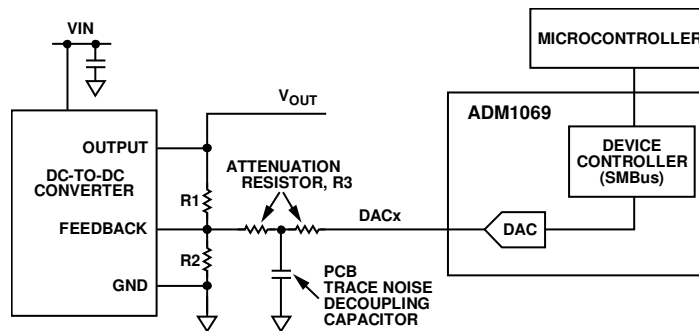 VIN
MICROCONTROLLER
VOUT
ADM1069
OUTPUT
DEVICE
CONTROLLER
(SMBus)
DC-TO-DC
CONVERTER
ATTENUATION
RESISTOR, R3
R1
FEEDBACK
DACx
DAC
R2
GND
PCB
TRACE NOISE
DECOUPLING
CAPACITOR